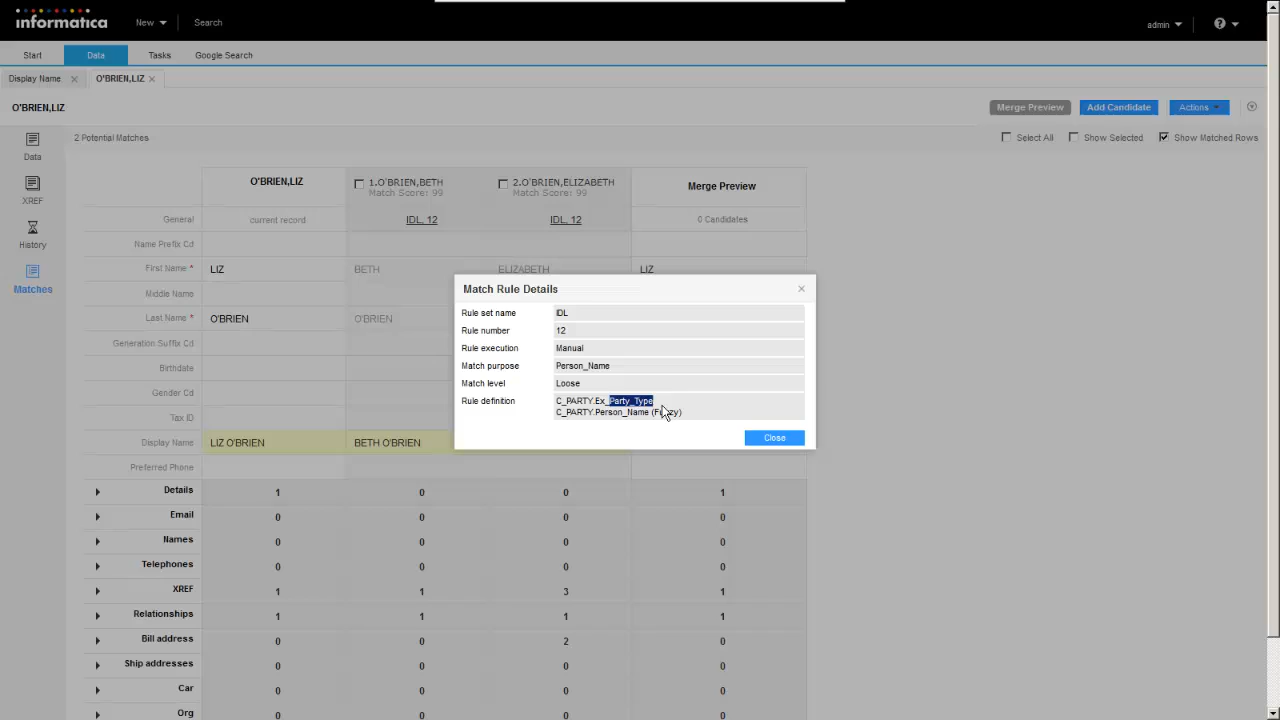 informatica
New
Search
admin
?
Start
Data
Tasks
Google Search
Display Name
O'BRIEN,LIZ
O'BRIEN,LIZ
Merge Preview
Add Candidate
Actions
2 Potential Matches
Select All
Show Selected
Show Matched Rows
Data
XREF
History
Matches
O'BRIEN,LIZ
1.O'BRIEN,BETH
Match Score: 99
2.O'BRIEN,ELIZABETH
Match Score: 99
Merge Preview
General
current record
IDL, 12
IDL, 12
0 Candidates
Name Prefix Cd
First Name *
LIZ
BETH
ELIZABETH
LIZ
Middle Name
Last Name *
O'BRIEN
O'BRIEN
Generation Suffix Cd
Birthdate
Gender Cd
Tax ID
Display Name
LIZ O'BRIEN
BETH O'BRIEN
Preferred Phone
Match Rule Details
Rule set name
IDL
Rule number
12
Rule execution
Manual
Match purpose
Person_Name
Match level
Loose
Rule definition
C_PARTY.Ex_Party_Type
C_PARTY.Person_Name (Fuzzy)
Close
Details 1 0 0 1
Email 0 0 0 0
Names 0 0 0 0
Telephones 0 0 0 0
XREF 1 1 3 1
Relationships 1 1 1 1
Bill address 0 0 2 0
Ship addresses 0 0 0 0
Car 0 0 0 0
Org 0 0 0 0